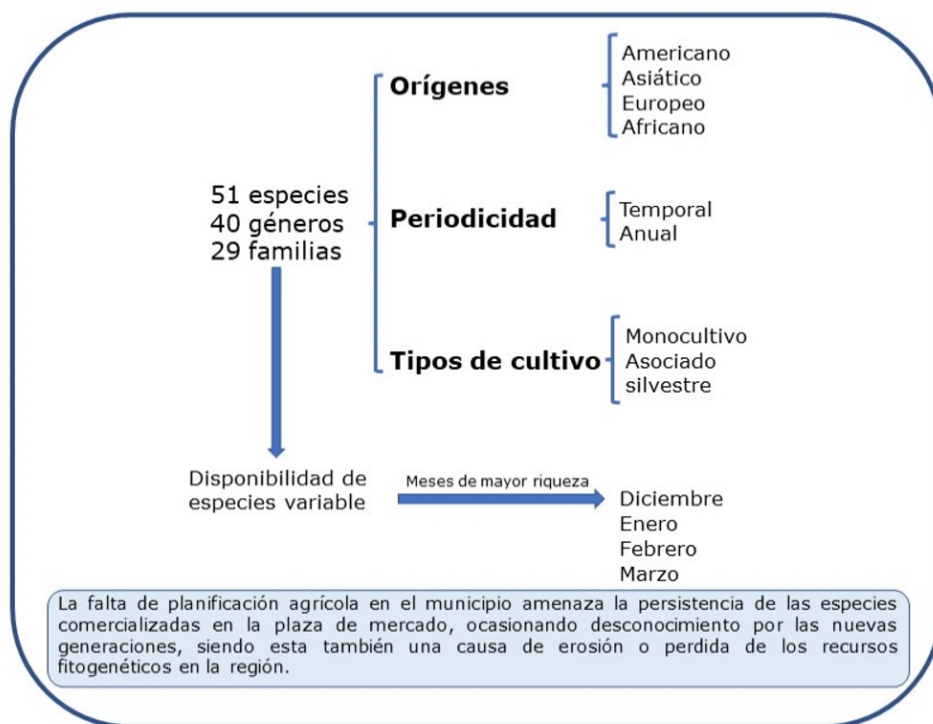 51 especies
40 géneros
29 familias
Orígenes
Americano
Asiático
Europeo
Africano
Periodicidad
Temporal
Anual
Tipos de cultivo
Monocultivo
Asociado
silvestre
Disponibilidad de
especies variable
Meses de mayor riqueza
Diciembre
Enero
Febrero
Marzo
La falta de planificación agrícola en el municipio amenaza la persistencia de las especies
comercializadas en la plaza de mercado, ocasionando desconocimiento por las nuevas
generaciones, siendo esta también una causa de erosión o perdida de los recursos
fitogenéticos en la región.